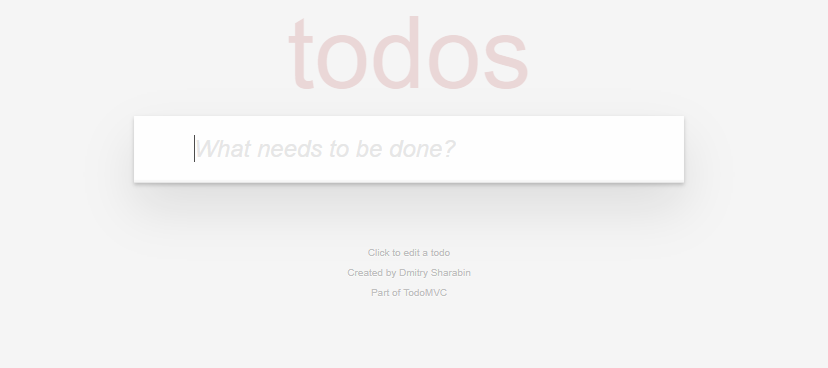 todos
What needs to be done?
Click to edit a todo
Created by Dmitry Sharabin
Part of TodoMVC